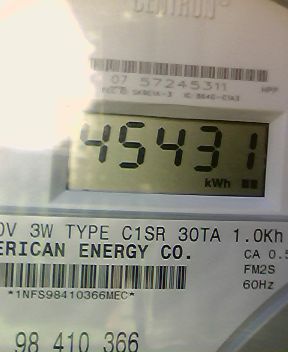 CENTRON®
07 57245311
HPP
45431
kWh
0V 3W TYPE C1SR 30TA 1.0Kh
ERICAN ENERGY CO.
CA 0.5
FM2S
60Hz
*1NFS98410366MEC*
98 410 366